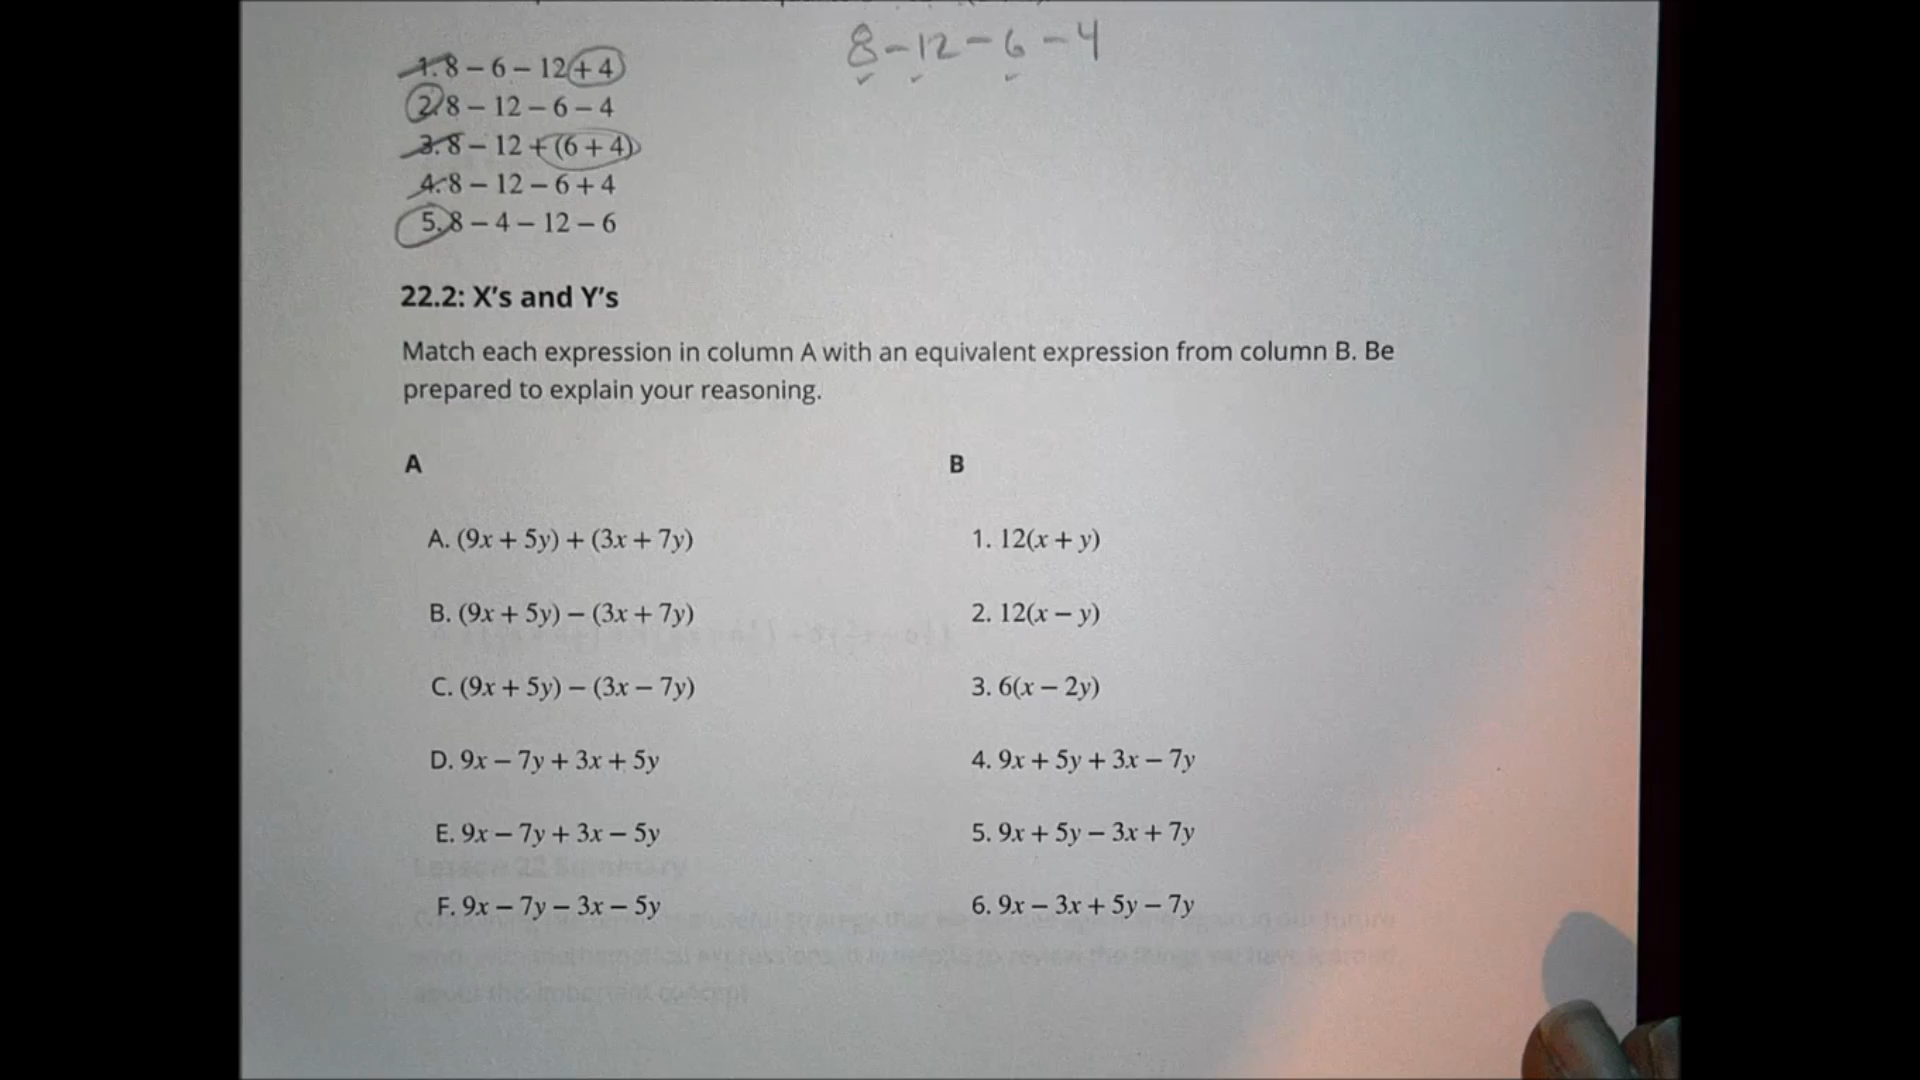 8 – 12 – 6 – 4
1. 8 – 6 – 12 + 4
2. 8 – 12 – 6 – 4
3. 8 – 12 + (6 + 4)
4. 8 – 12 – 6 + 4
5. 8 – 4 – 12 – 6
22.2: X’s and Y’s
Match each expression in column A with an equivalent expression from column B. Be
prepared to explain your reasoning.
A B
A. (9x + 5y) + (3x + 7y) 1. 12(x + y)
B. (9x + 5y) – (3x + 7y) 2. 12(x – y)
C. (9x + 5y) – (3x – 7y) 3. 6(x – 2y)
D. 9x – 7y + 3x + 5y 4. 9x + 5y + 3x – 7y
E. 9x – 7y + 3x – 5y 5. 9x + 5y – 3x + 7y
Lesson 22 Summary
F. 9x – 7y – 3x – 5y 6. 9x – 3x + 5y – 7y